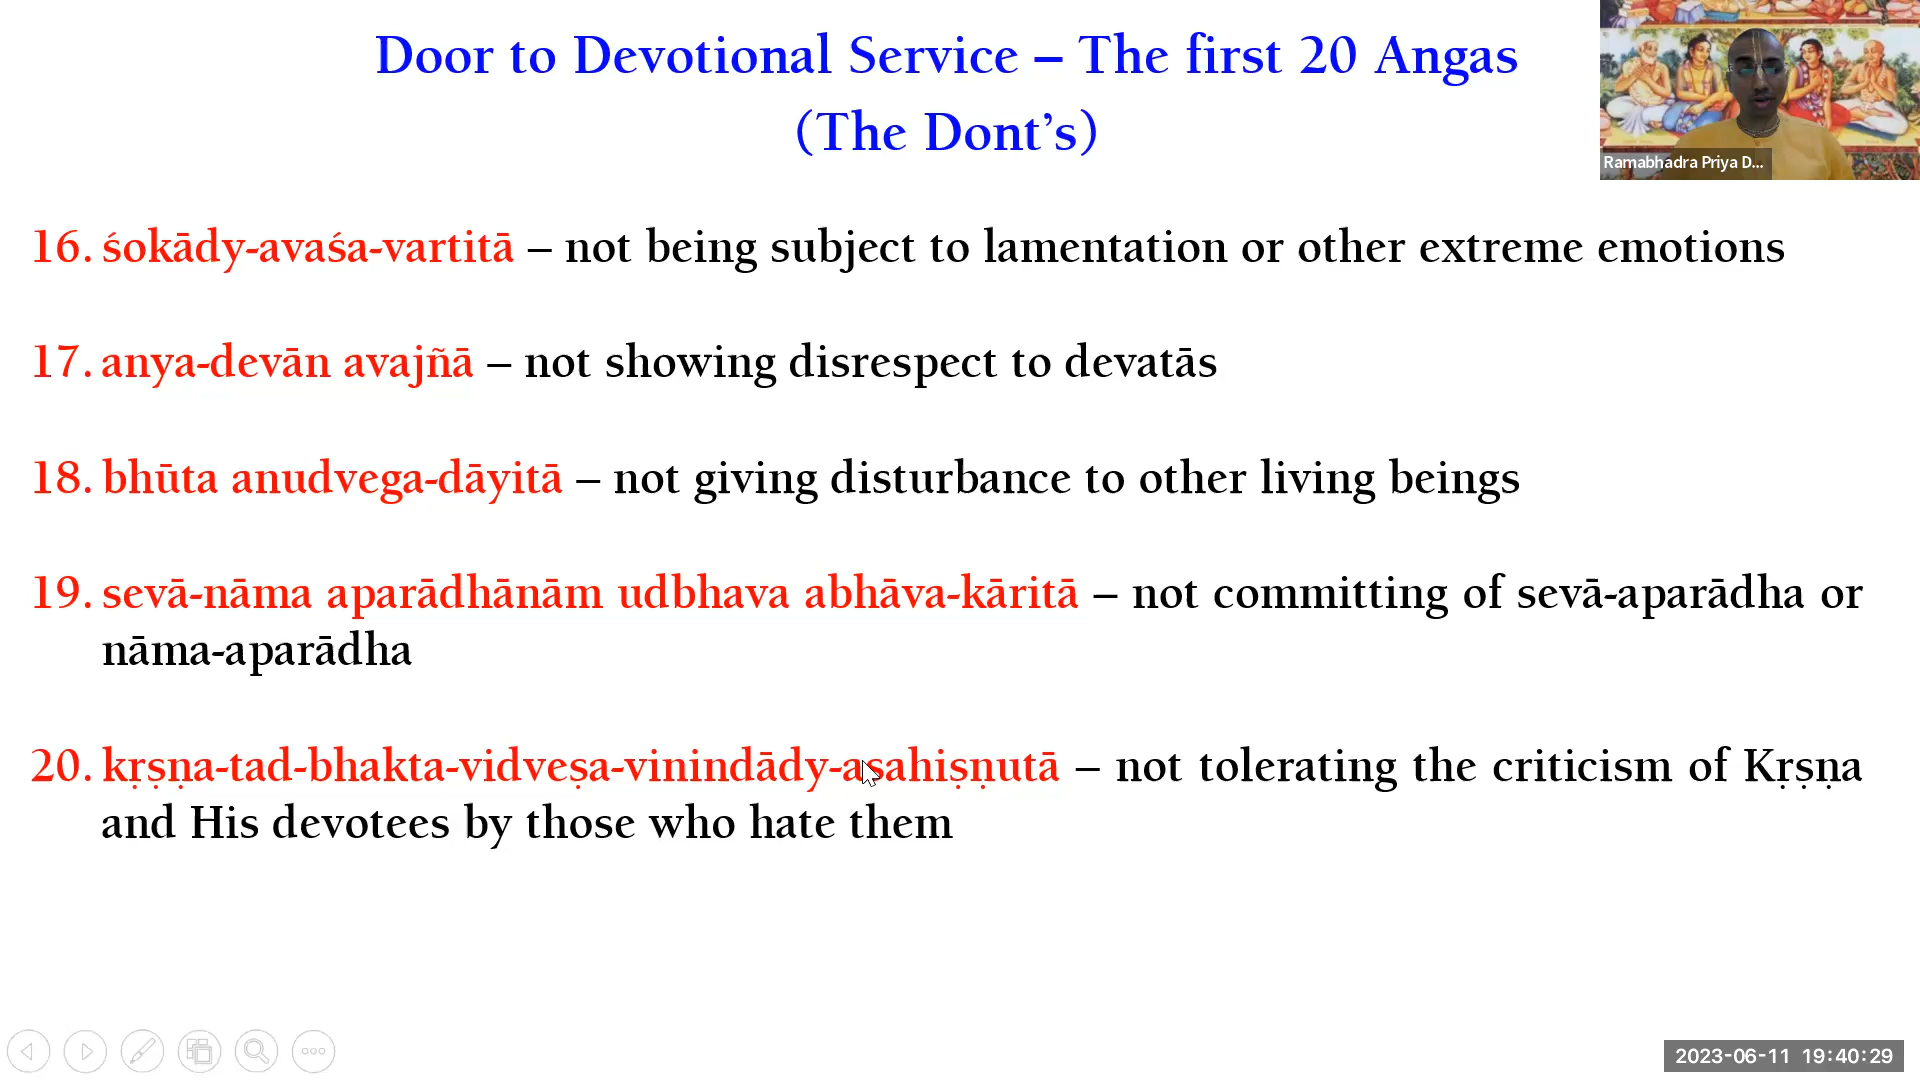 Door to Devotional Service – The first 20 Angas
(The Dont’s)
Ramabhadra Priya D...
16. śokādy-avaśa-vartitā – not being subject to lamentation or other extreme emotions
17. anya-devān avajñā – not showing disrespect to devatās
18. bhūta anudvega-dāyitā – not giving disturbance to other living beings
19. sevā-nāma aparādhānām udbhava abhāva-kāritā – not committing of sevā-aparādha or
nāma-aparādha
20. kṛṣṇa-tad-bhakta-vidveṣa-vinindādy-asahiṣṇutā – not tolerating the criticism of Kṛṣṇa
and His devotees by those who hate them
2023-06-11 19:40:29